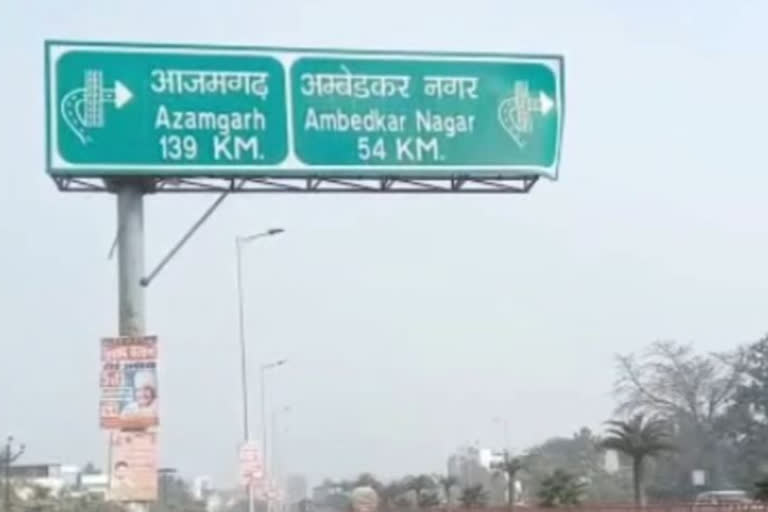 आजमगढ़
Azamgarh
139 KM.
अम्बेडकर नगर
Ambedkar Nagar
54 KM.